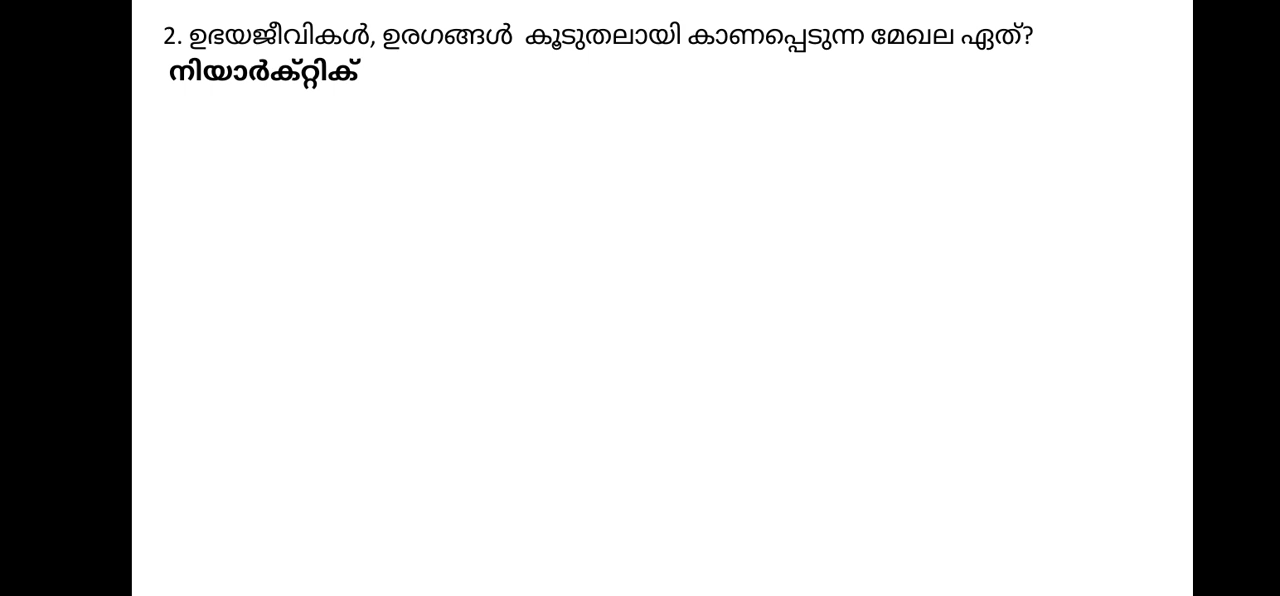 2. ഉഭയജീവികൾ, ഉരഗങ്ങൾ കൂടുതലായി കാണപ്പെടുന്ന മേഖല ഏത്?
നിയാർക്റ്റിക്